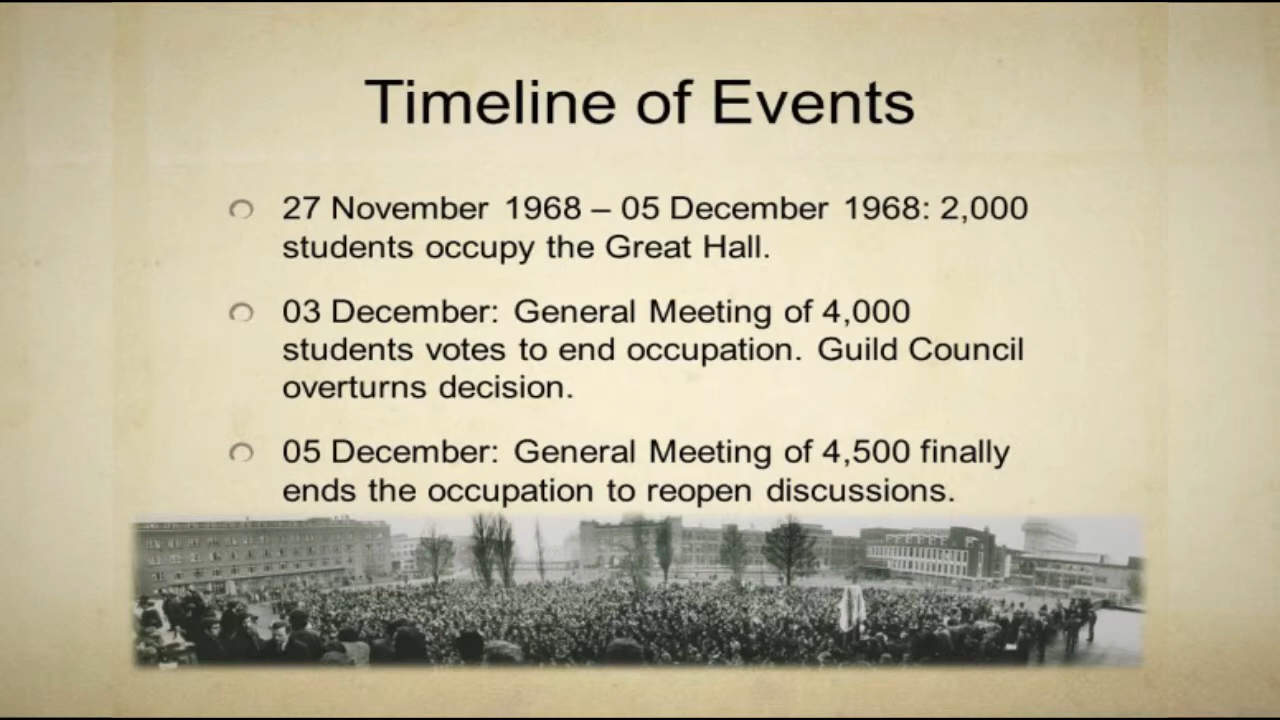 Timeline of Events
27 November 1968 – 05 December 1968: 2,000
students occupy the Great Hall.
03 December: General Meeting of 4,000
students votes to end occupation. Guild Council
overturns decision.
05 December: General Meeting of 4,500 finally
ends the occupation to reopen discussions.